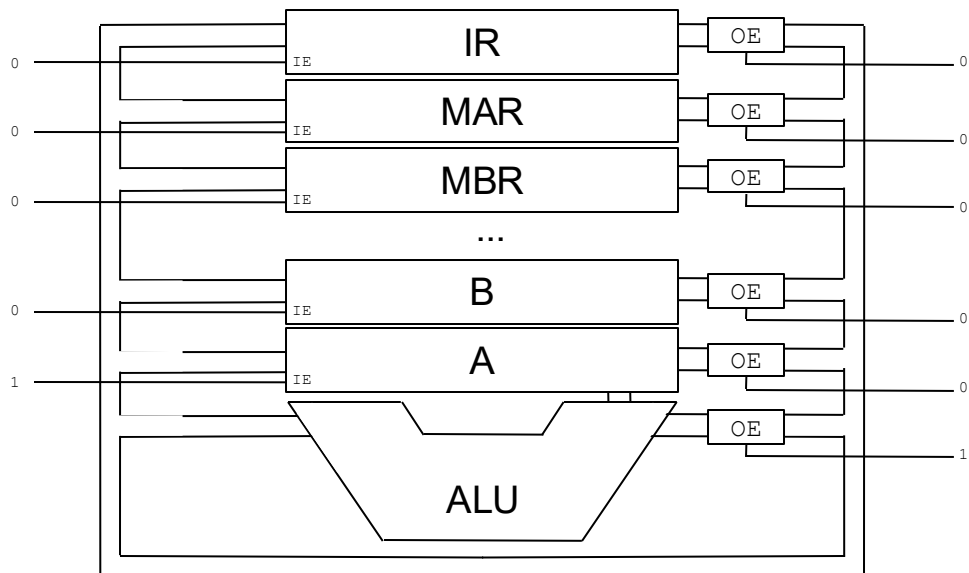 IR OE
0 IE 0
MAR OE
0 IE 0
MBR OE
0 IE 0
...
B OE
0 IE 0
A OE
1 IE 0
OE
1
ALU